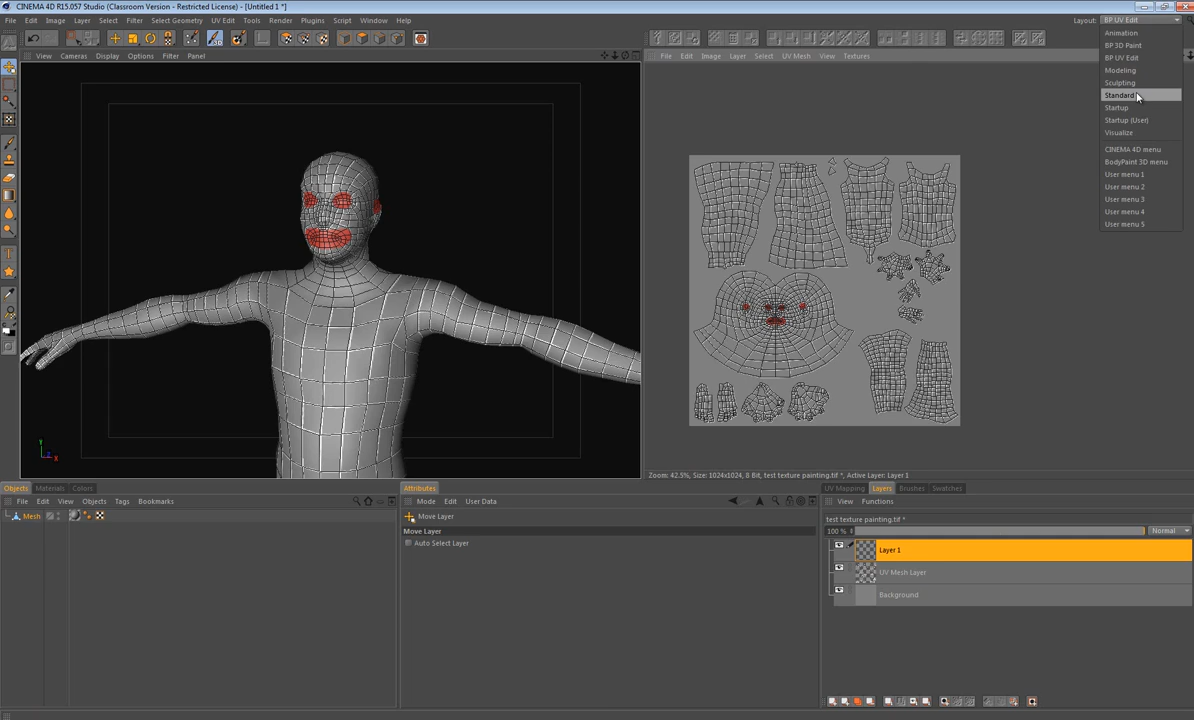 CINEMA 4D R15.057 Studio (Classroom Version - Restricted License) - [Untitled 1 *]
File Edit Image Layer Select Filter Select Geometry UV Edit Tools Render Plugins Script Window Help
Layout: BP UV Edit
Animation
BP 3D Paint
BP UV Edit
Modeling
Sculpting
Standard
Startup
Startup (User)
Visualize
CINEMA 4D menu
BodyPaint 3D menu
User menu 1
User menu 2
User menu 3
User menu 4
User menu 5
View Cameras Display Options Filter Panel
File Edit Image Layer Select UV Mesh View Textures
Y
Z
X
Zoom: 42.5%, Size: 1024x1024, 8 Bit, test texture painting.tif *, Active Layer: Layer 1
Objects Materials Colors
File Edit View Objects Tags Bookmarks
Mesh
Attributes
Mode Edit User Data
Move Layer
Move Layer
Auto Select Layer
UV Mapping Layers Brushes Swatches
View Functions
test texture painting.tif *
100 % Normal
Layer 1
UV Mesh Layer
Background